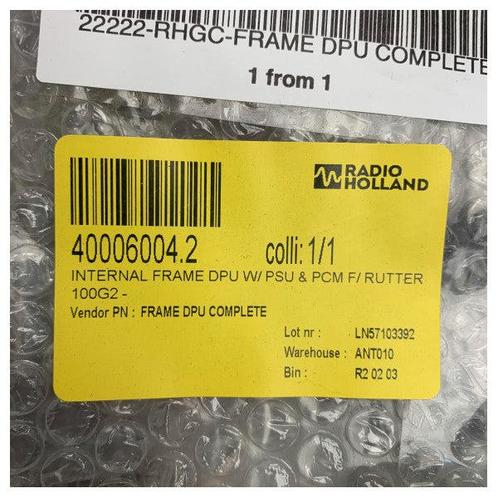 22222-RHGC-FRAME DPU COMPLETE
1 from 1
RADIO
HOLLAND
40006004.2 colli: 1/1
INTERNAL FRAME DPU W/ PSU & PCM F/ RUTTER
100G2 -
Vendor PN : FRAME DPU COMPLETE
Lot nr : LN57103392
Warehouse : ANT010
Bin : R2 02 03